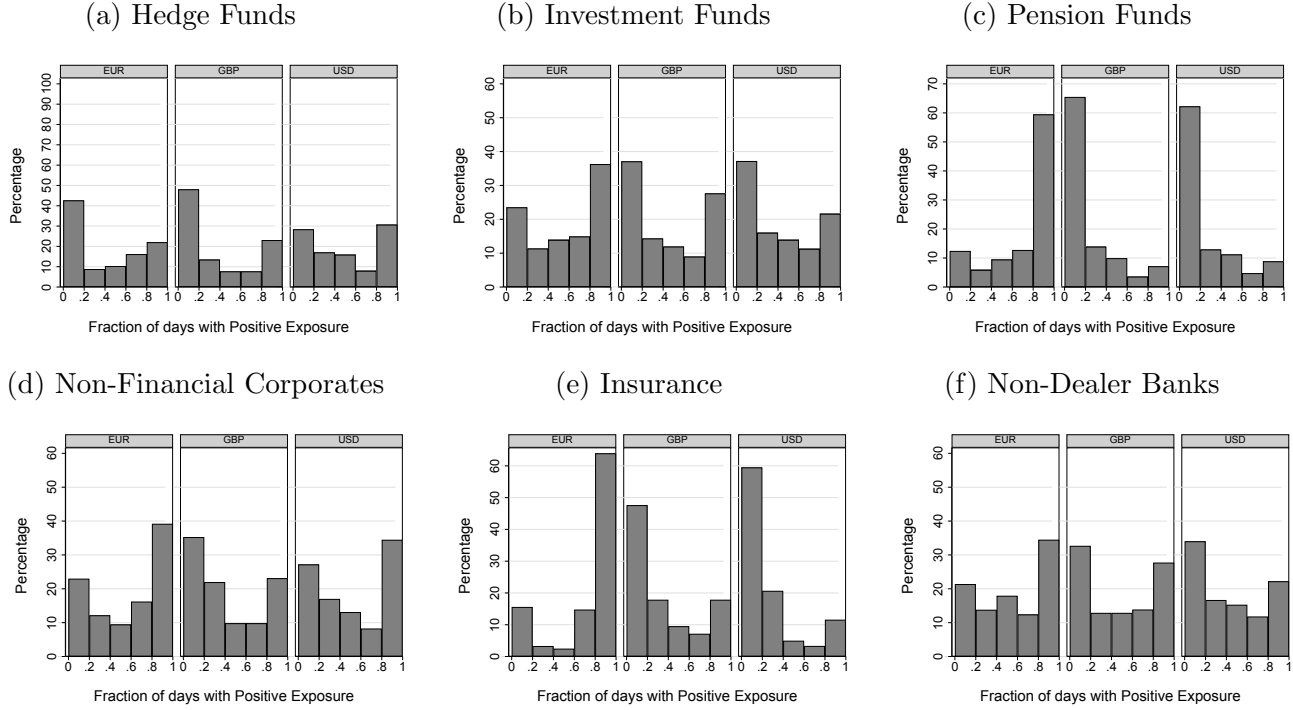 (a) Hedge Funds
EUR GBP USD
Percentage
0 10 20 30 40 50 60 70 80 90 100
0 .2 .4 .6 .8 1 0 .2 .4 .6 .8 1 0 .2 .4 .6 .8 1
Fraction of days with Positive Exposure
(b) Investment Funds
EUR GBP USD
Percentage
0 10 20 30 40 50 60
0 .2 .4 .6 .8 1 0 .2 .4 .6 .8 1 0 .2 .4 .6 .8 1
Fraction of days with Positive Exposure
(c) Pension Funds
EUR GBP USD
Percentage
0 10 20 30 40 50 60 70
0 .2 .4 .6 .8 1 0 .2 .4 .6 .8 1 0 .2 .4 .6 .8 1
Fraction of days with Positive Exposure
(d) Non-Financial Corporates
EUR GBP USD
Percentage
0 10 20 30 40 50 60
0 .2 .4 .6 .8 1 0 .2 .4 .6 .8 1 0 .2 .4 .6 .8 1
Fraction of days with Positive Exposure
(e) Insurance
EUR GBP USD
Percentage
0 10 20 30 40 50 60
0 .2 .4 .6 .8 1 0 .2 .4 .6 .8 1 0 .2 .4 .6 .8 1
Fraction of days with Positive Exposure
(f) Non-Dealer Banks
EUR GBP USD
Percentage
0 10 20 30 40 50 60
0 .2 .4 .6 .8 1 0 .2 .4 .6 .8 1 0 .2 .4 .6 .8 1
Fraction of days with Positive Exposure